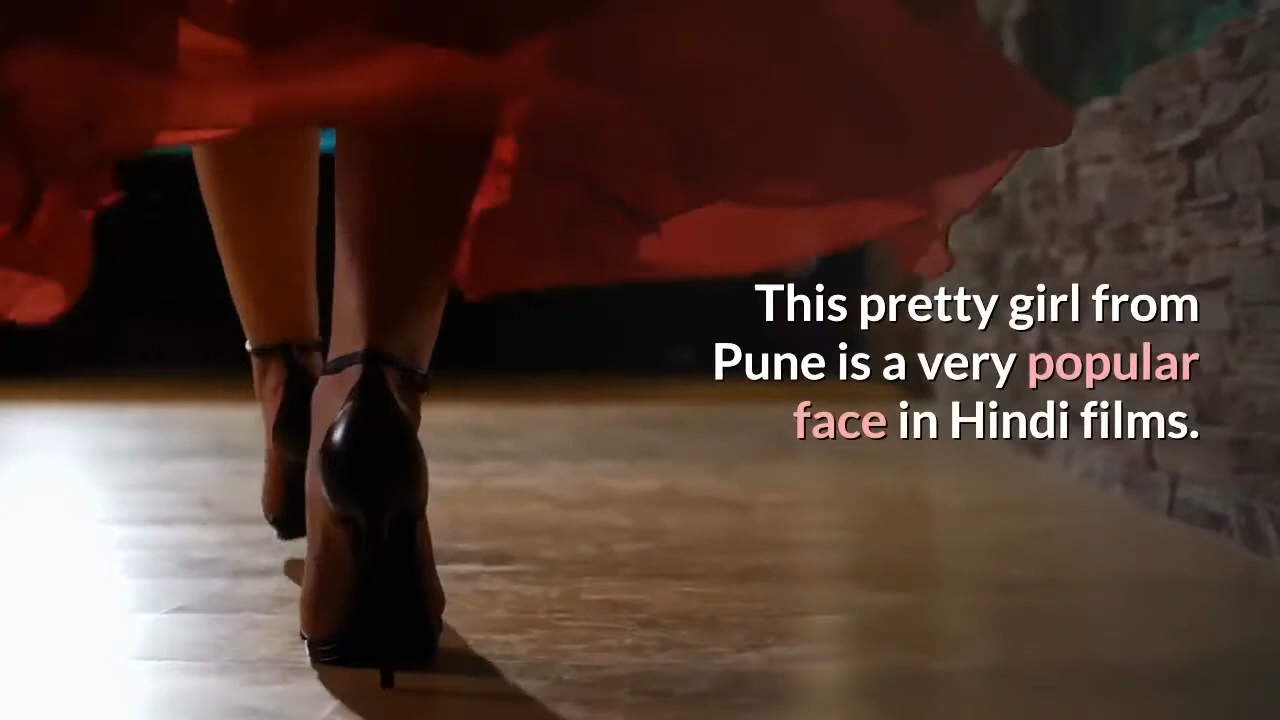 This pretty girl from
Pune is a very popular
face in Hindi films.